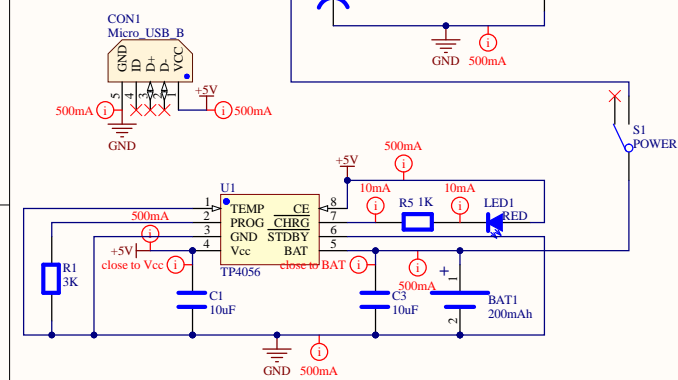 CON1
Micro_USB_B
GND
ID
D+
D-
VCC
5
4
3
2
1
+5V
500mA
i
i
500mA
GND
GND
i
500mA
S1
POWER
500mA
i
+5V
U1
10mA
i
R5 1K
10mA
i
LED1
RED
1
2
3
4
TEMP
PROG
GND
Vcc
CE
CHRG
STDBY
BAT
8
7
6
5
TP4056
500mA
i
+5V
close to Vcc
i
close to BAT
i
i
500mA
R1
3K
C1
10uF
C3
10uF
+
1
2
BAT1
200mAh
GND
i
500mA